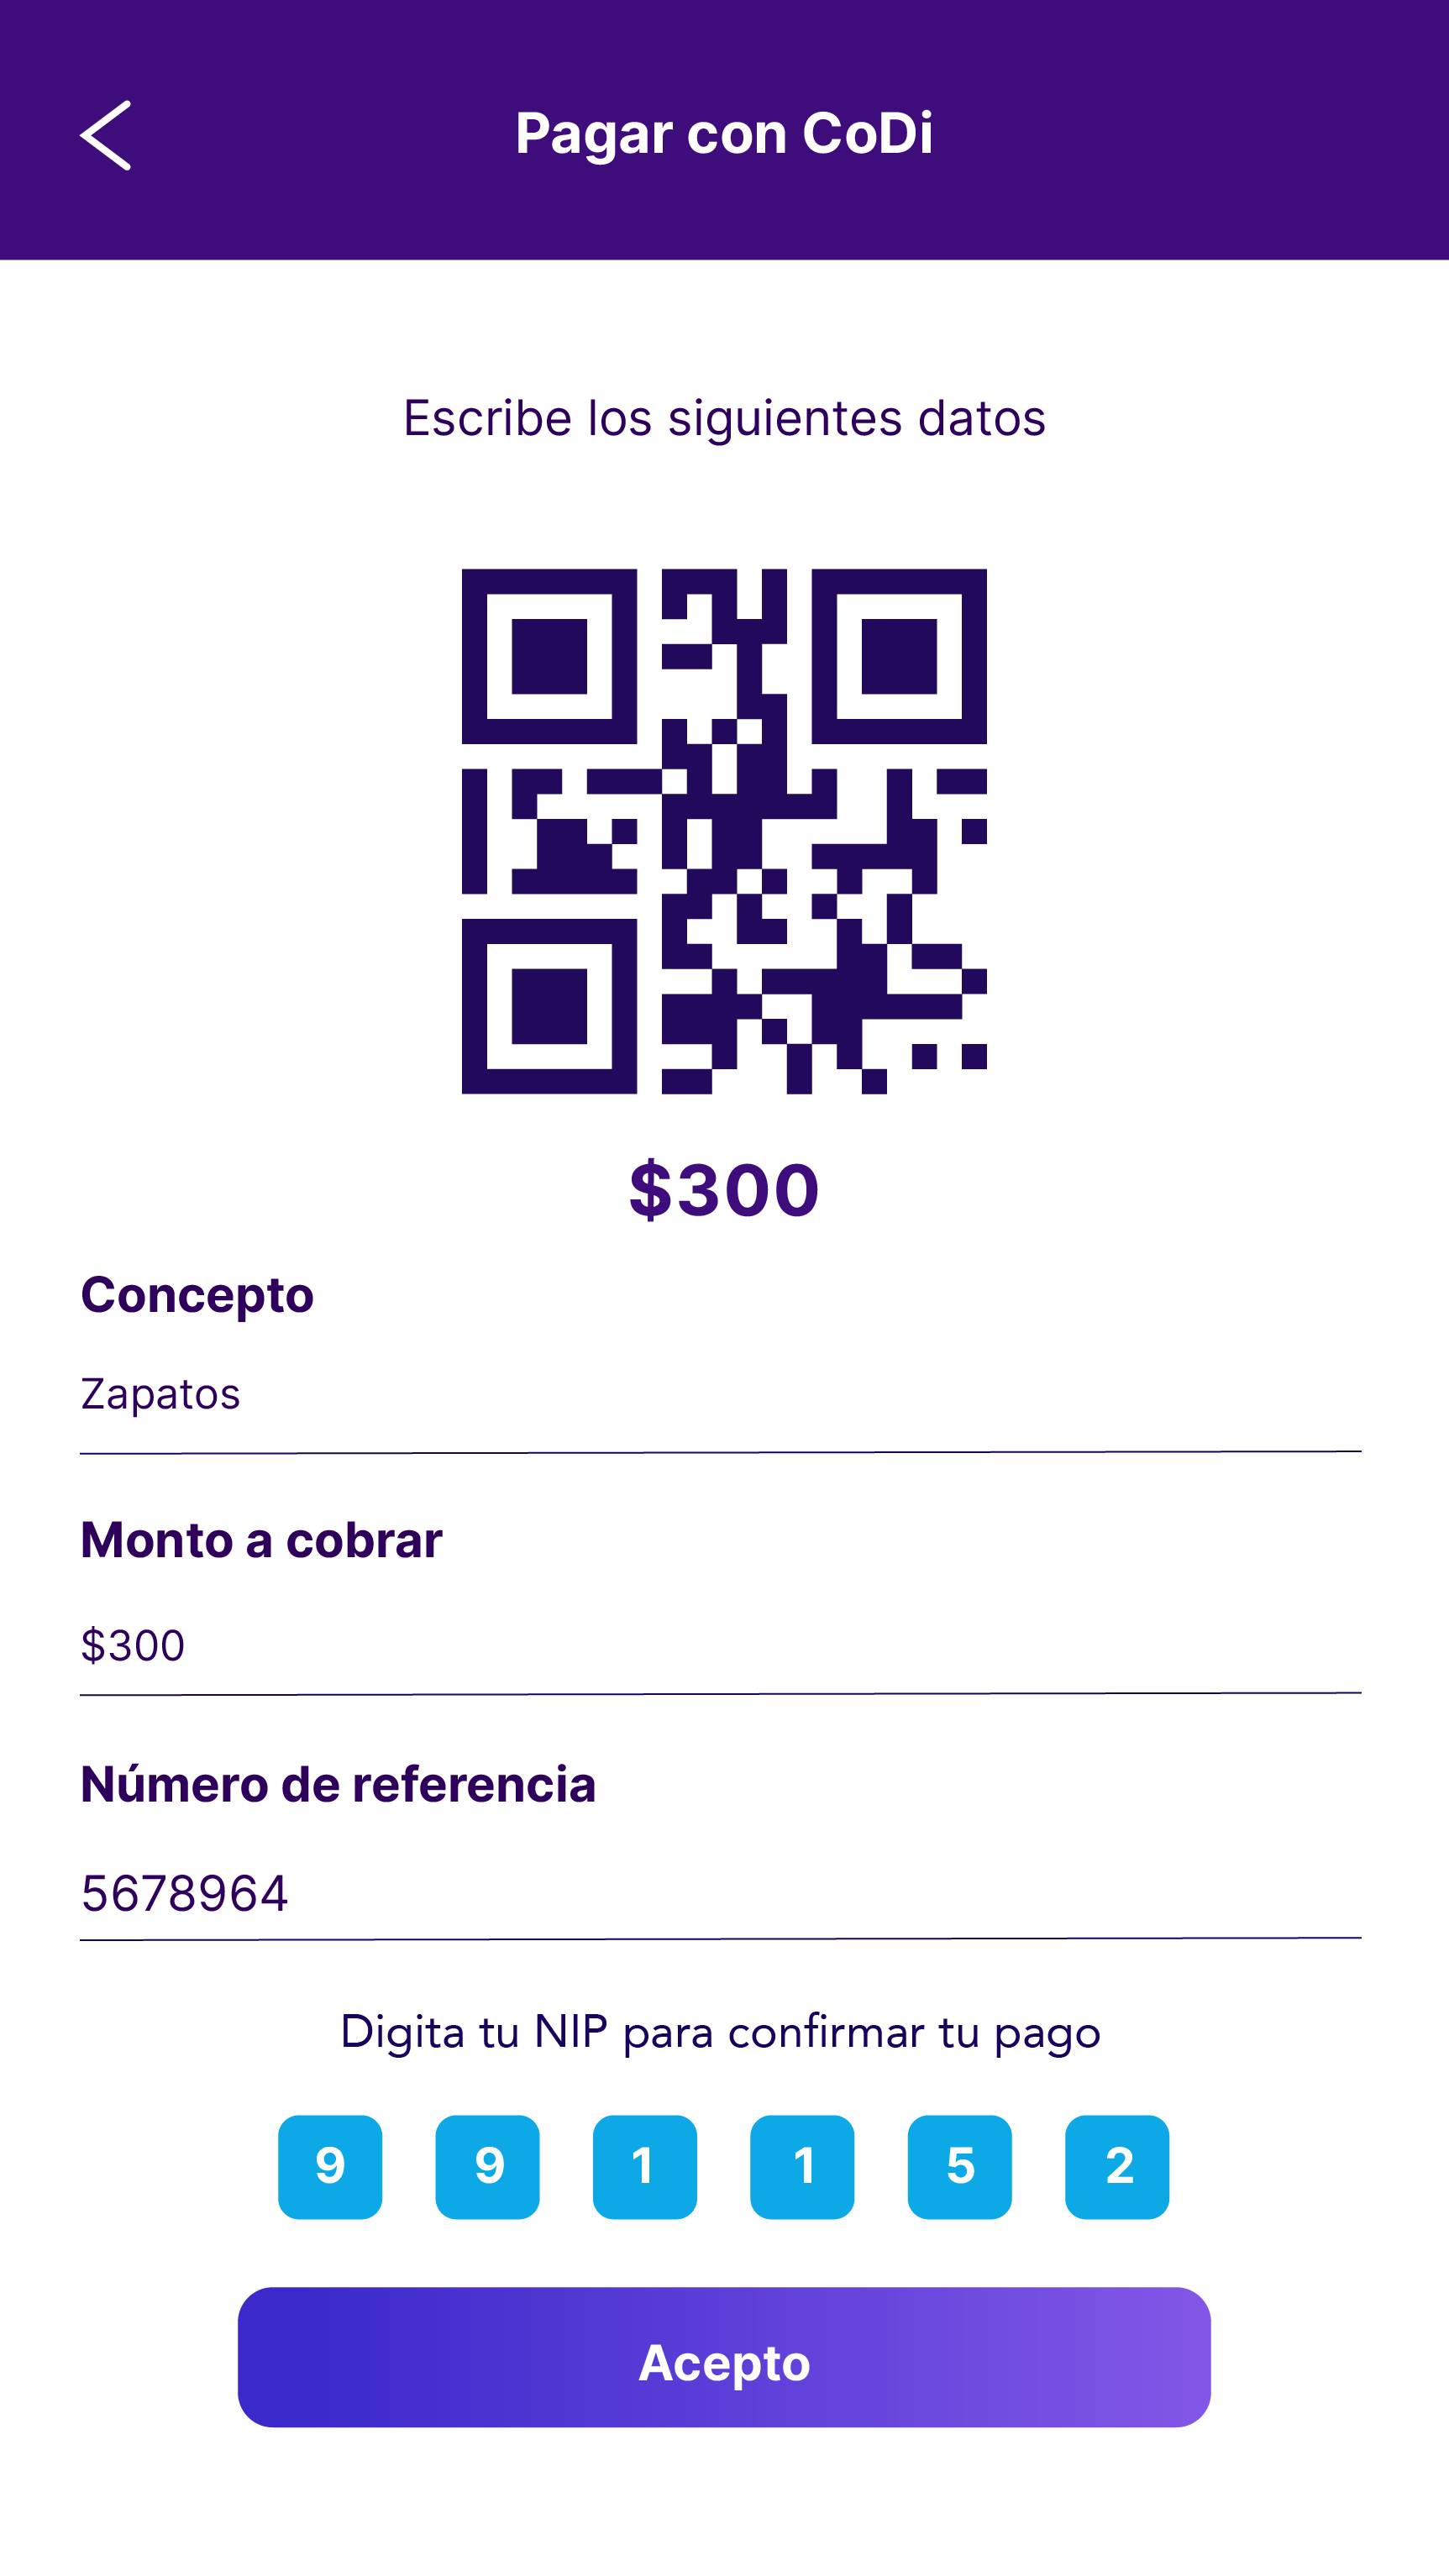 Pagar con CoDi
Escribe los siguientes datos
$300
Concepto
Zapatos
Monto a cobrar
$300
Número de referencia
5678964
Digita tu NIP para confirmar tu pago
9 9 1 1 5 2
Acepto